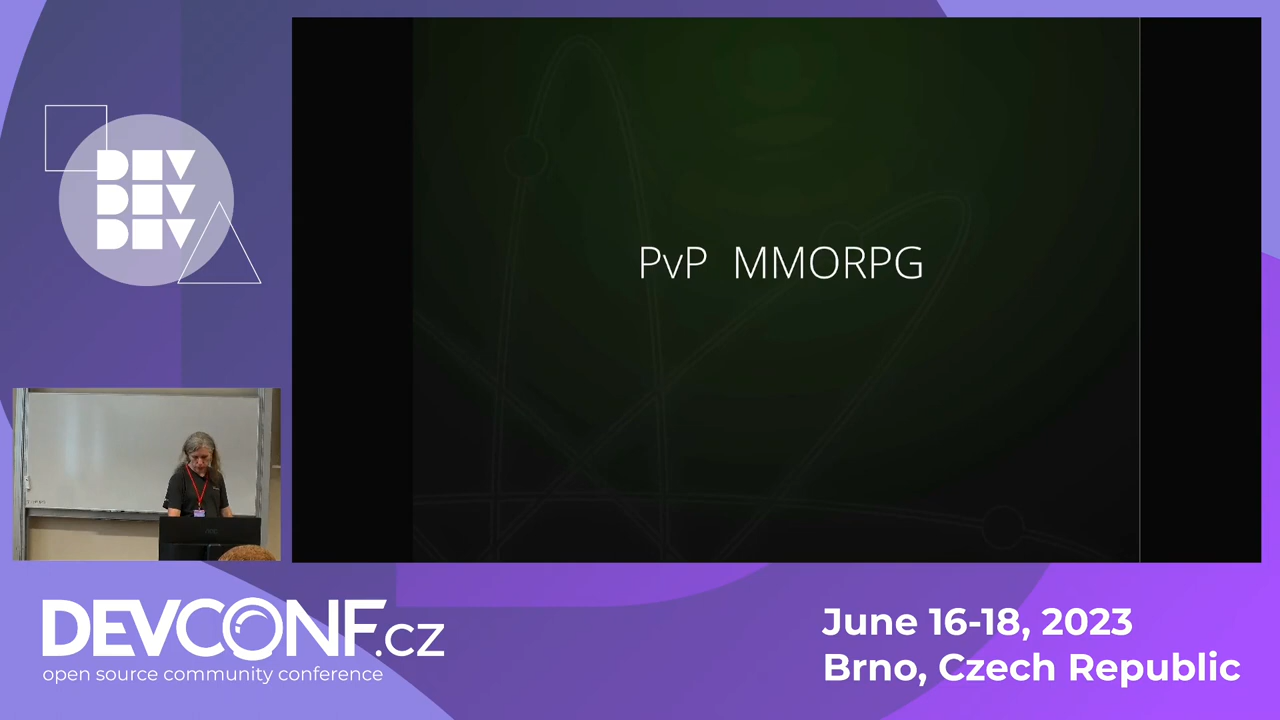 DEV
DEV
DEV
PvP MMORPG
DEVCONF.cz
open source community conference
June 16-18, 2023
Brno, Czech Republic